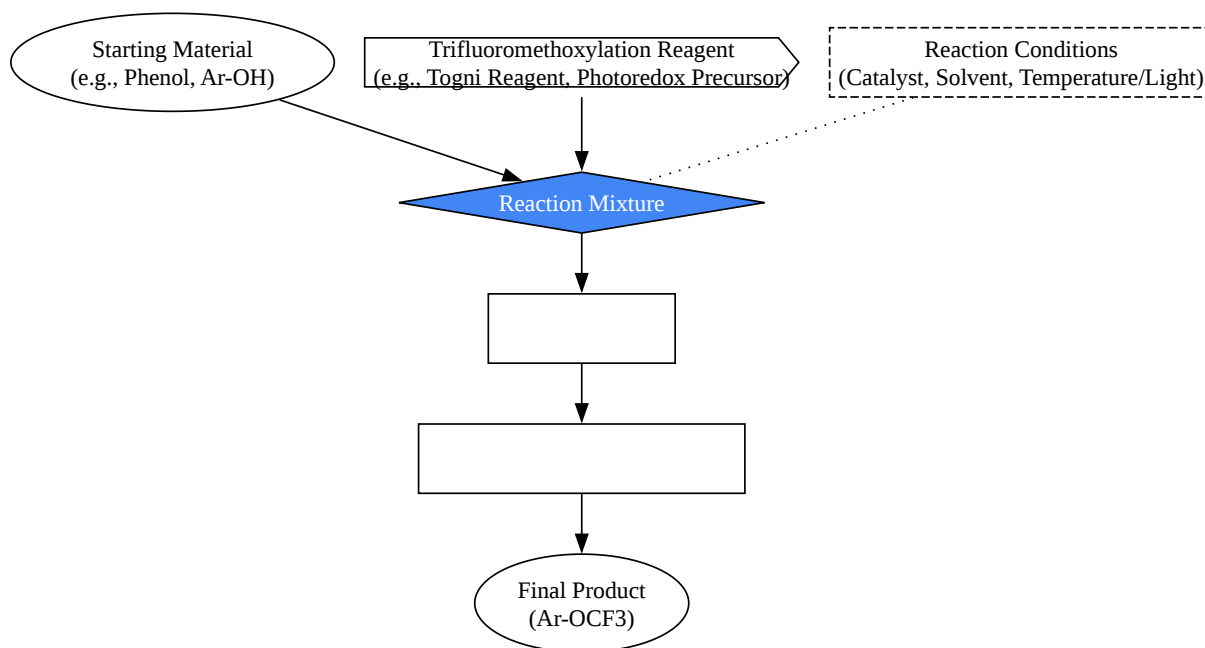 Starting Material
(e.g., Phenol, Ar-OH)
Trifluoromethoxylation Reagent
(e.g., Togni Reagent, Photoredox Precursor)
Reaction Conditions
(Catalyst, Solvent, Temperature/Light)
Reaction Mixture
Final Product
(Ar-OCF3)